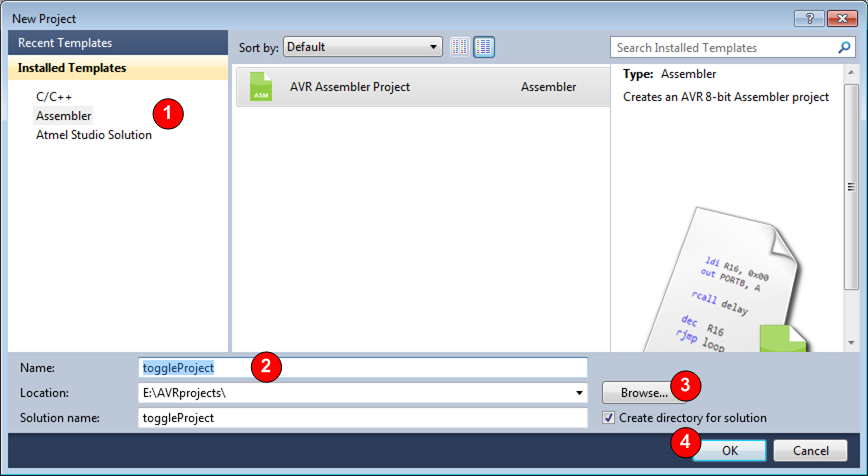 New Project
?
Recent Templates
Installed Templates
C/C++
Assembler
Atmel Studio Solution
1
Sort by: Default
Search Installed Templates
ASM
AVR Assembler Project Assembler
Type: Assembler
Creates an AVR 8-bit Assembler project
ldi R16, 0x00
out PORTB, A
rcall delay
dec R16
rjmp loop
Name: toggleProject 2
Location: E:\AVRprojects\ Browse... 3
Solution name: toggleProject Create directory for solution
4 OK Cancel